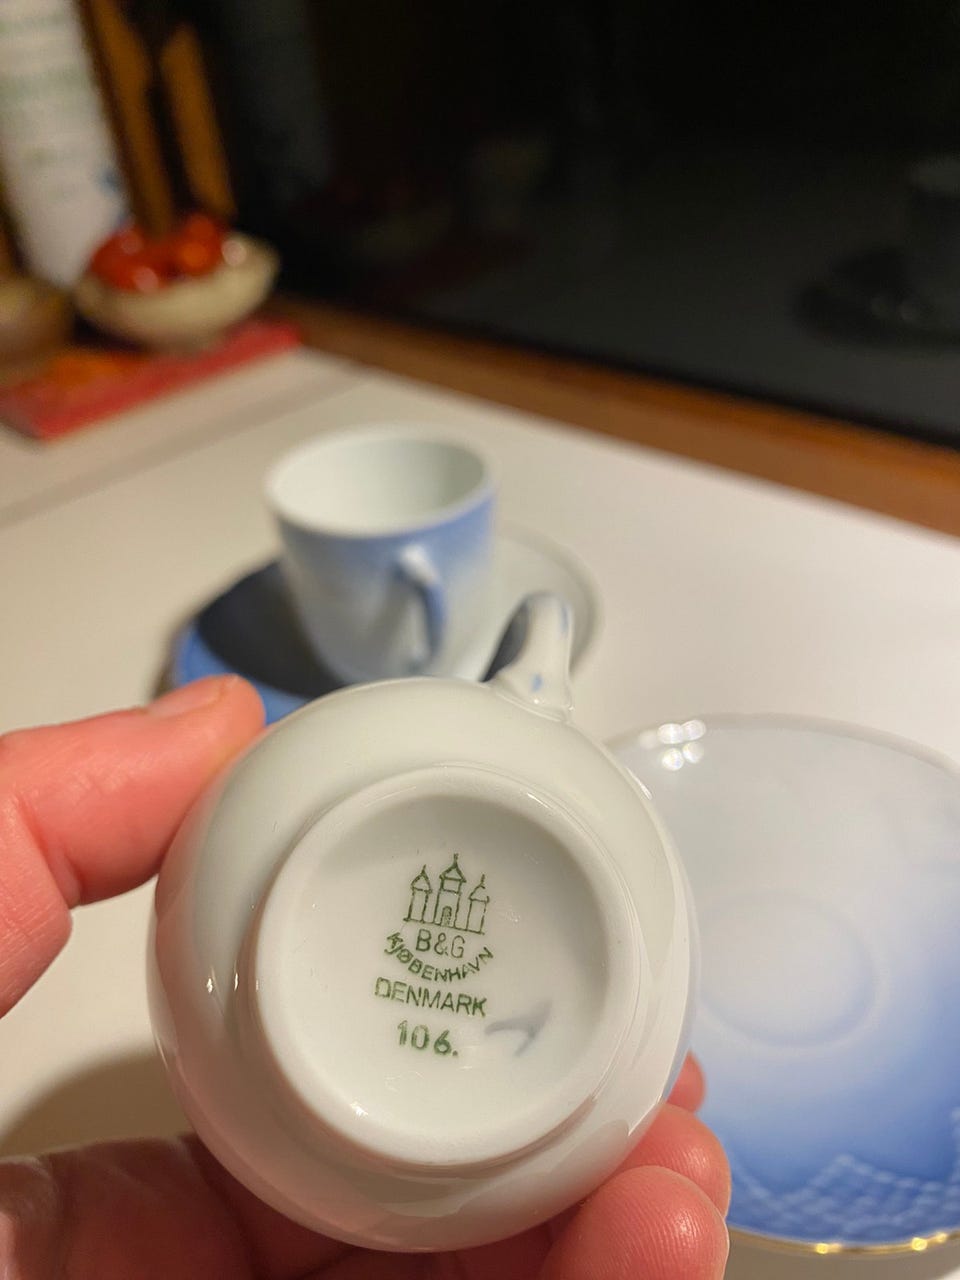 B&G
KJØBENHAVN
DENMARK
106.